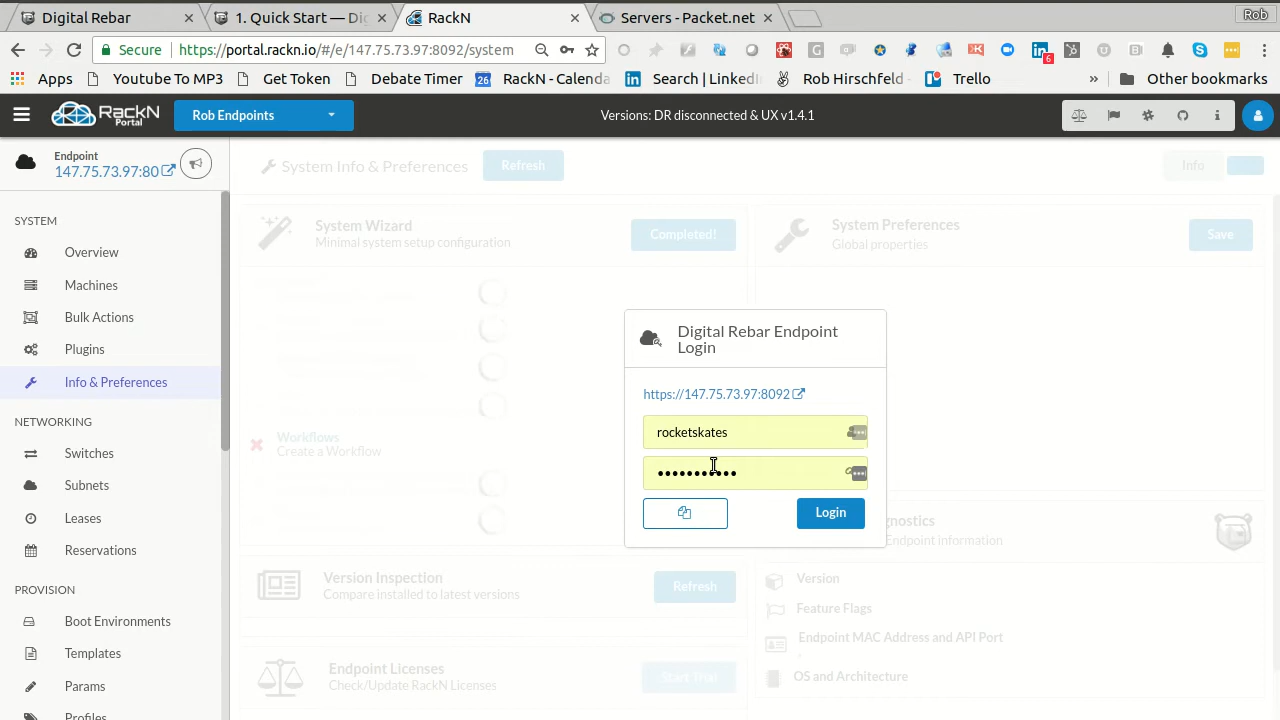 Digital Rebar
1. Quick Start — Di
RackN
Servers - Packet.net
Rob
Secure
https://portal.rackn.io/#/e/147.75.73.97:8092/system
6
Apps
Youtube To MP3
Get Token
Debate Timer
26
RackN - Calenda
Search | LinkedI
Rob Hirschfeld -
Trello
»
Other bookmarks
RackN
Portal
Rob Endpoints
Versions: DR disconnected & UX v1.4.1
Endpoint
147.75.73.97:80
System Info & Preferences
Refresh
Info
SYSTEM
Overview
Machines
Bulk Actions
Plugins
Info & Preferences
NETWORKING
Switches
Subnets
Leases
Reservations
PROVISION
Boot Environments
Templates
Params
Profiles
System Wizard
Minimal system setup configuration
Completed!
System Preferences
Global properties
Save
Workflows
Create a Workflow
Digital Rebar Endpoint
Login
https://147.75.73.97:8092
rocketskates
•••••••••••
Login
gnostics
Endpoint information
Version Inspection
Compare installed to latest versions
Refresh
Version
Feature Flags
Endpoint MAC Address and API Port
OS and Architecture
Endpoint Licenses
Check/Update RackN Licenses
Start Trial